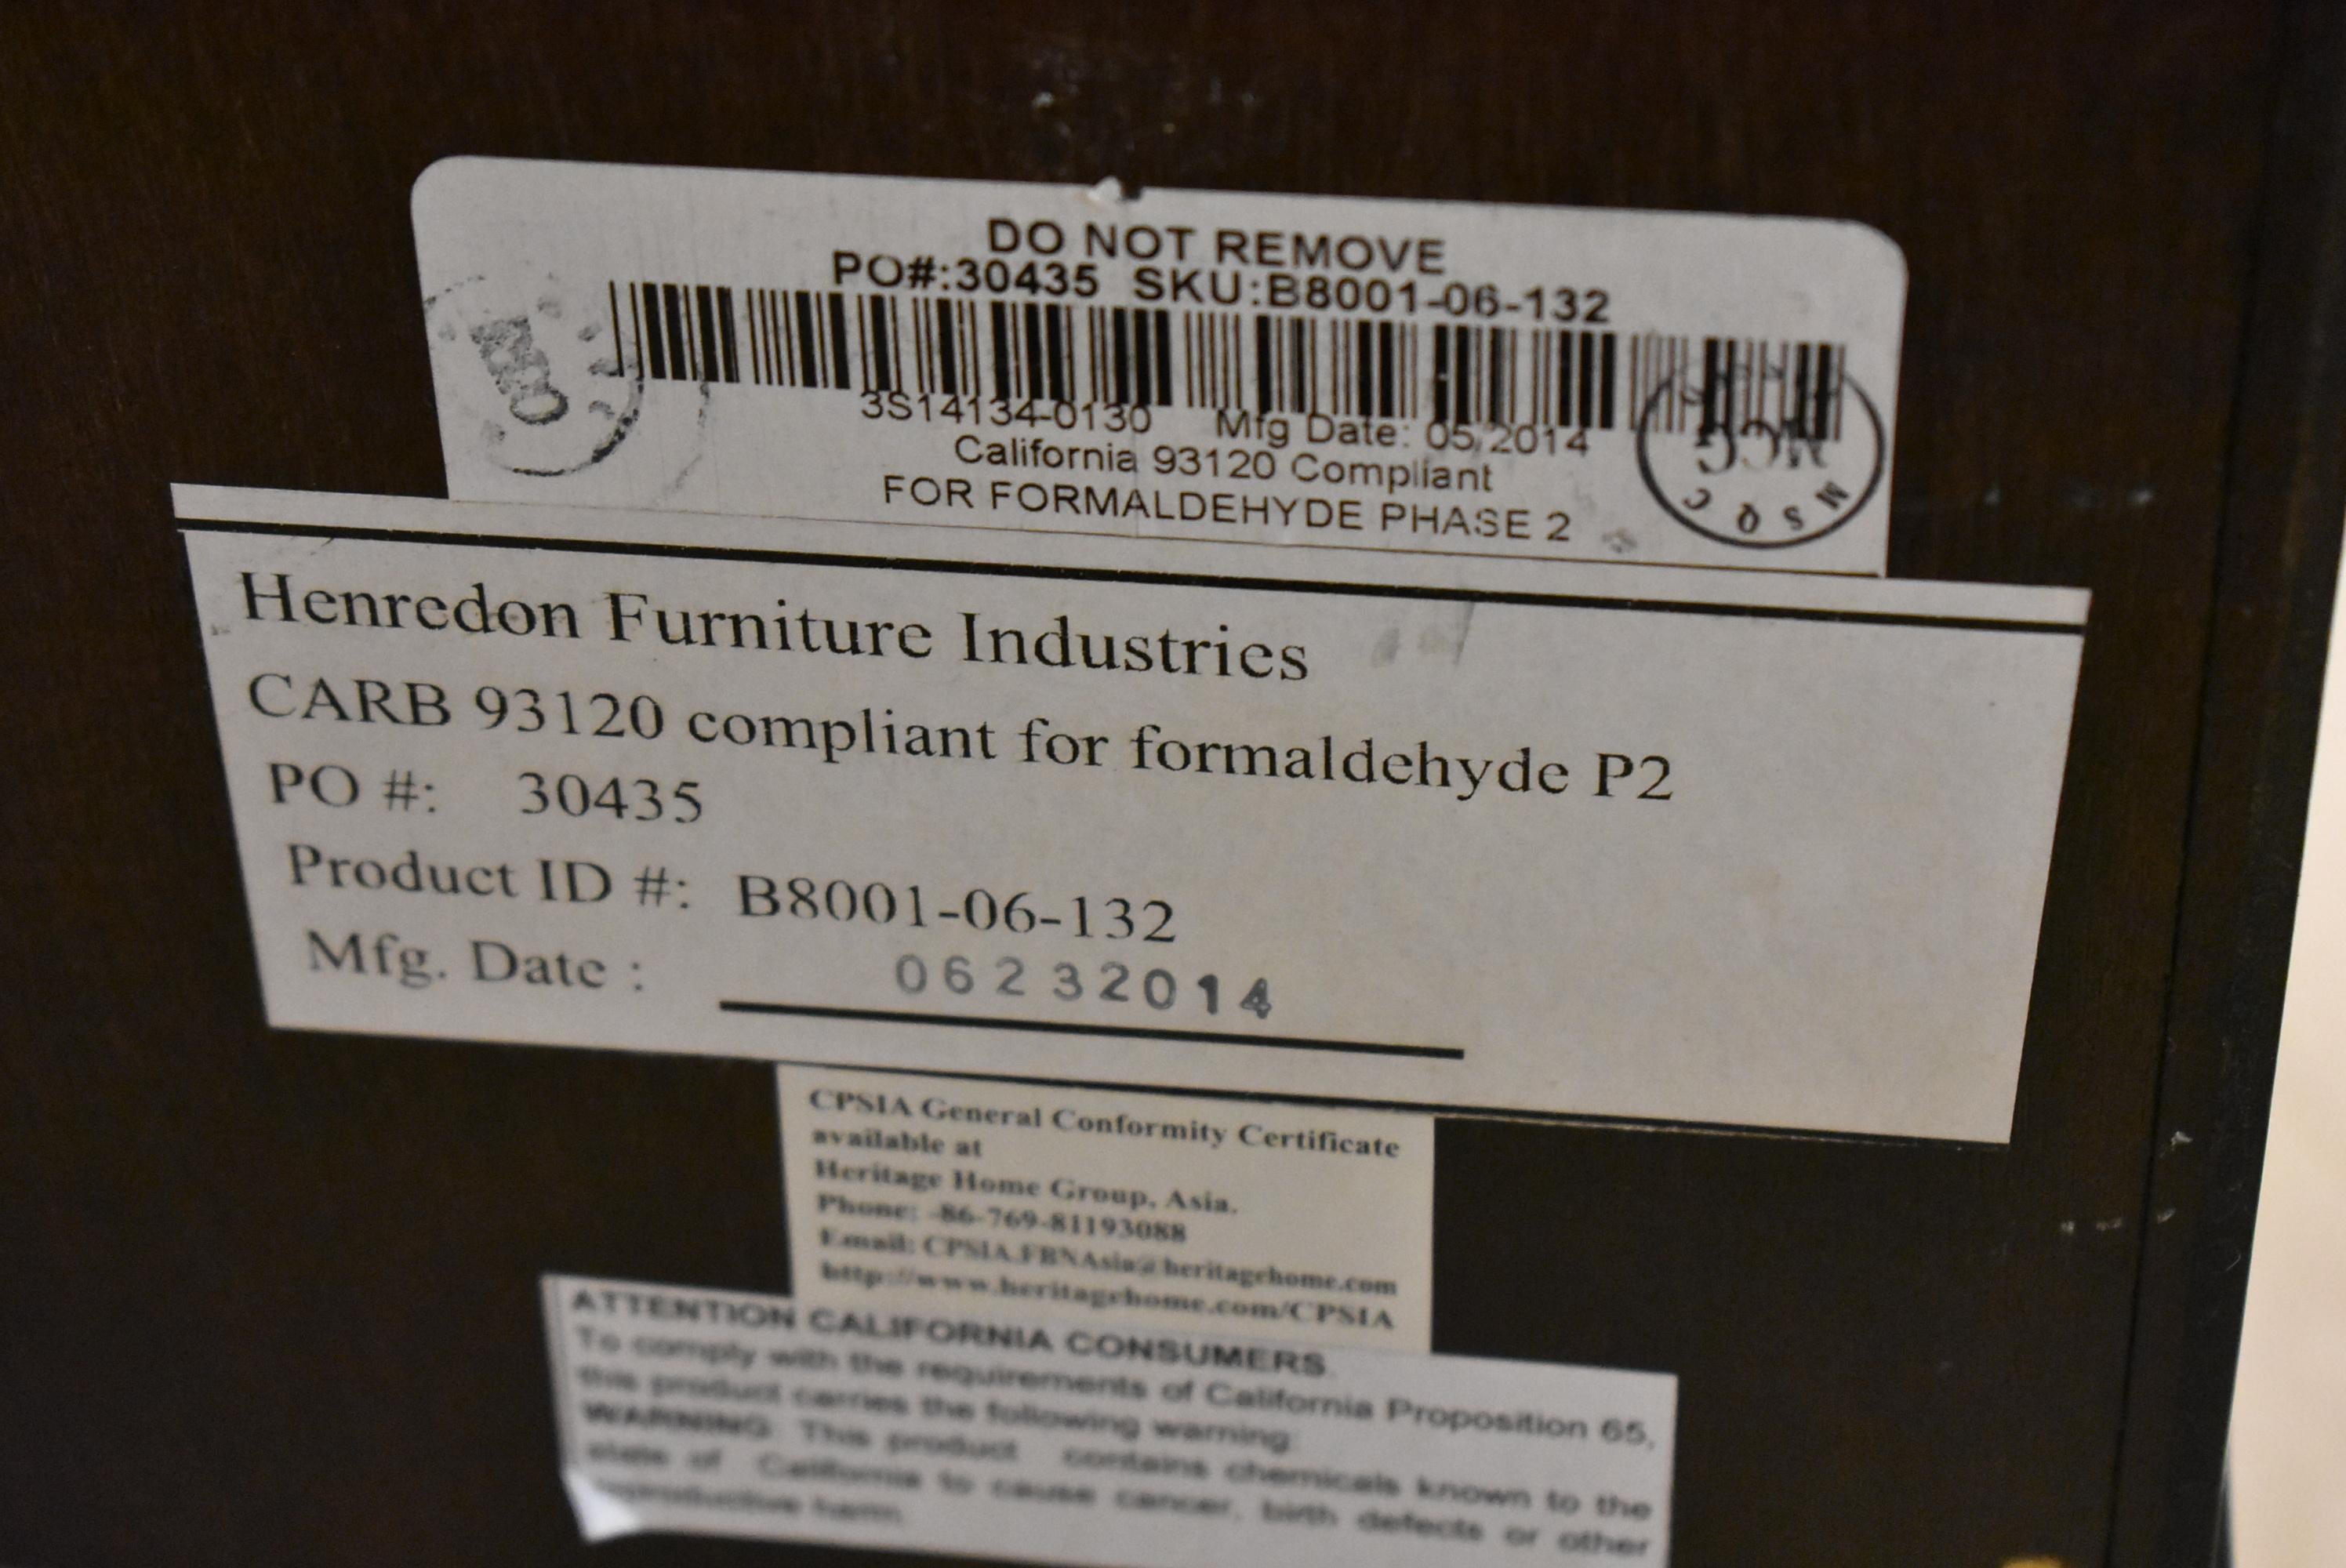 DO NOT REMOVE
PO#:30435 SKU:B8001-06-132
3S14134-0130 Mfg Date: 05,2014
California 93120 Compliant
FOR FORMALDEHYDE PHASE 2
MCG
M S Q C
Henredon Furniture Industries
CARB 93120 compliant for formaldehyde P2
PO #: 30435
Product ID #: B8001-06-132
Mfg. Date : 06232014
CPSIA General Conformity Certificate
available at
Heritage Home Group, Asia.
Phone: -86-769-81193088
Email: CPSIA.FBNAsia@heritagehome.com
http://www.heritagehome.com/CPSIA
ATTENTION CALIFORNIA CONSUMERS.
To comply with the requirements of California Proposition 65,
this product carries the following warning:
WARNING: This product contains chemicals known to the
state of California to cause cancer, birth defects or other
reproductive harm.